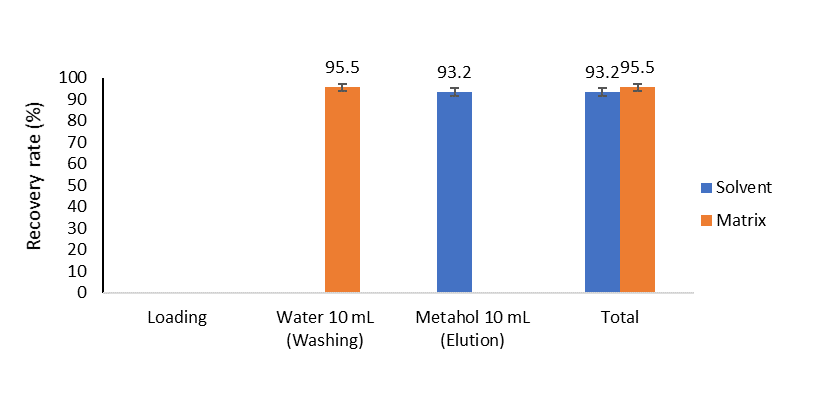 95.5
93.2
93.2 95.5
100
90
80
70
60
50
40
30
20
10
0
Recovery rate (%)
Loading
Water 10 mL
(Washing)
Metahol 10 mL
(Elution)
Total
Solvent
Matrix